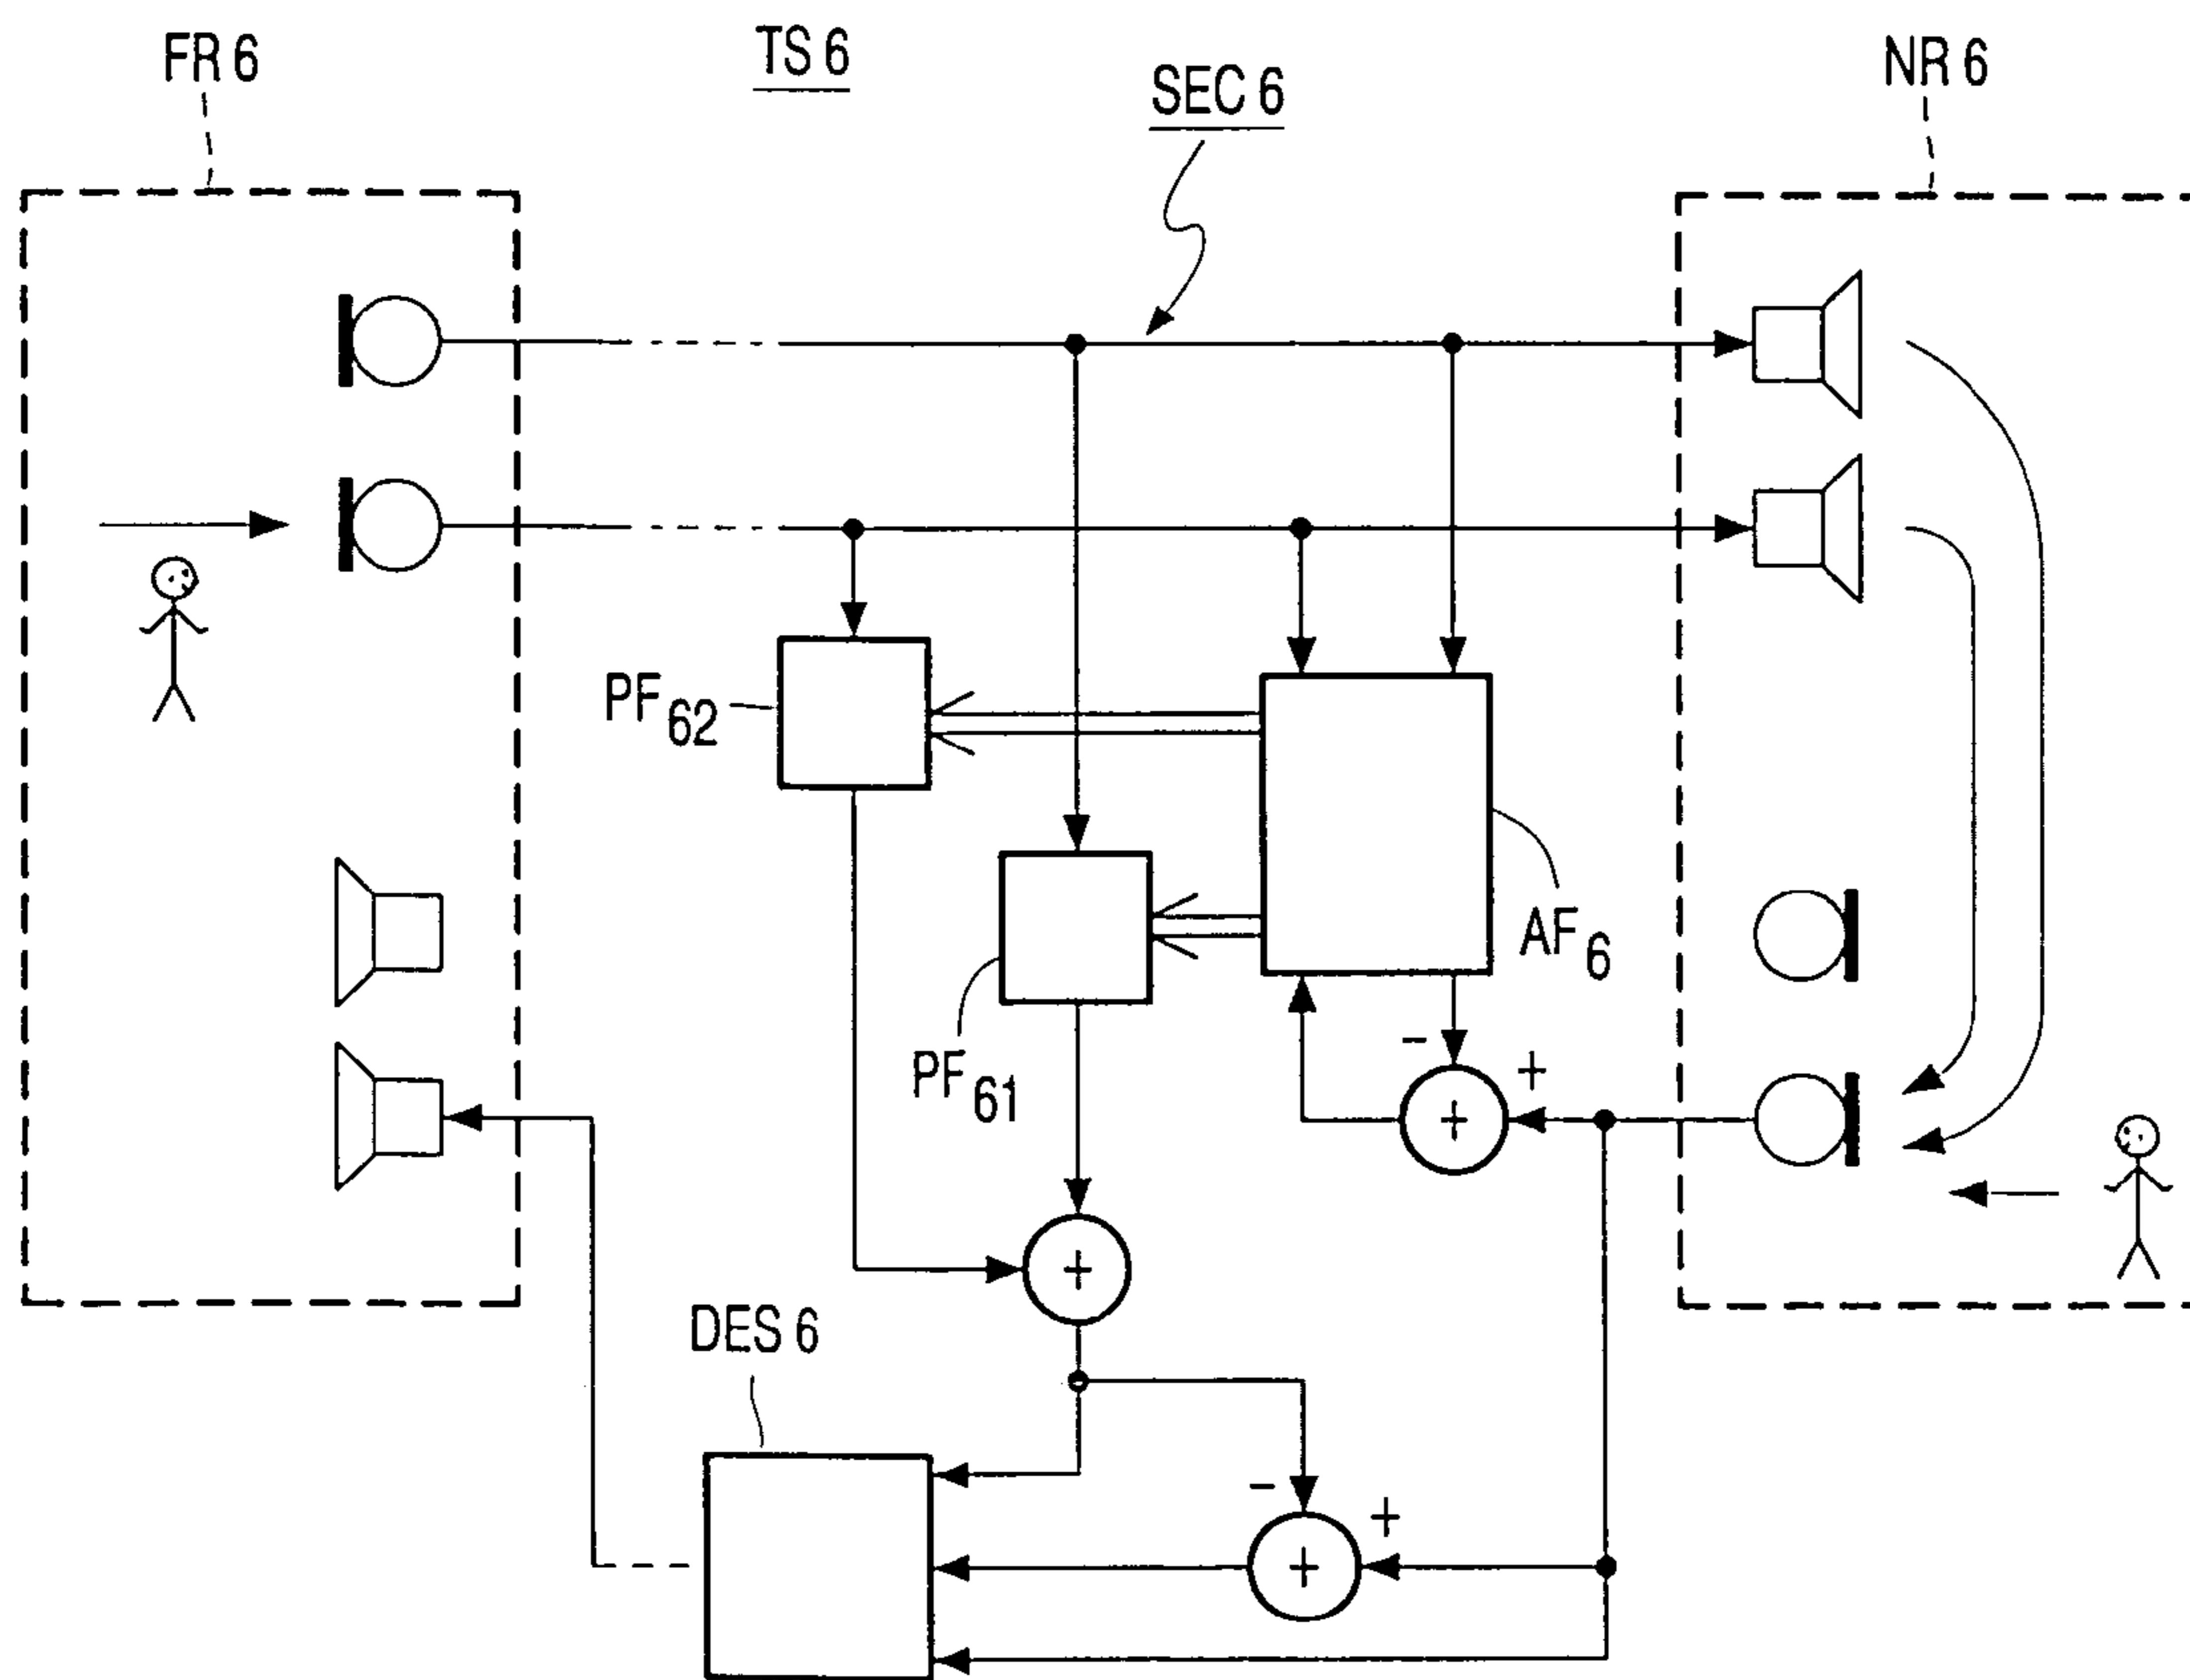 FR 6
TS 6
SEC 6
NR 6
PF62
AF6
PF61
-
+
+
+
DES 6
-
+
+